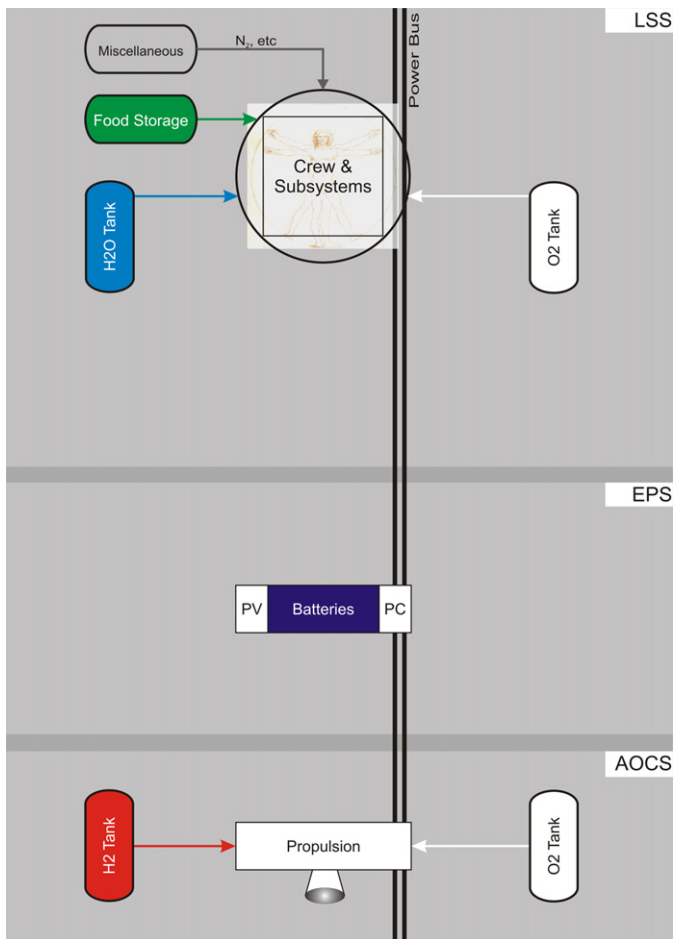 LSS
Power Bus
Miscellaneous
N₂, etc
Food Storage
Crew &
Subsystems
H2O Tank
O2 Tank
EPS
PV
Batteries
PC
AOCS
H2 Tank
Propulsion
O2 Tank